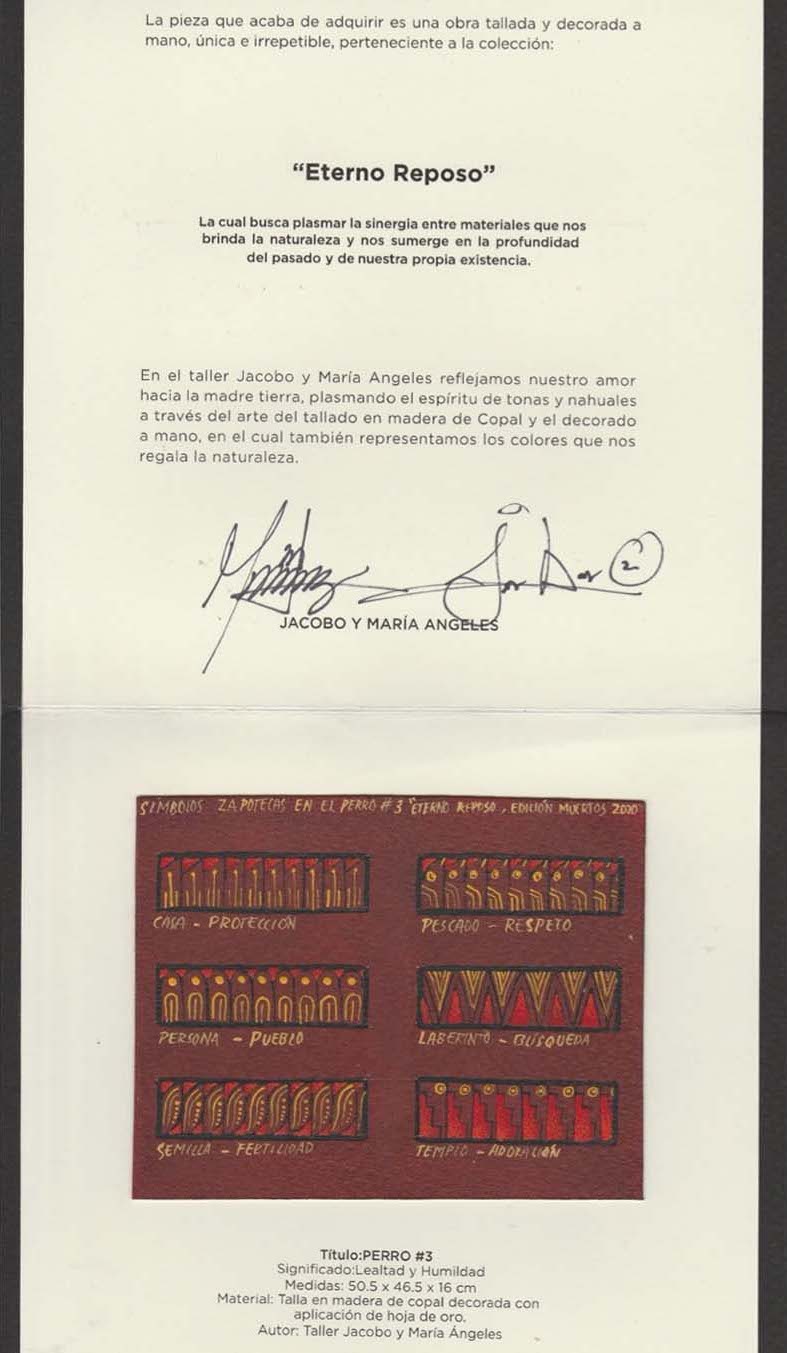 La pieza que acaba de adquirir es una obra tallada y decorada a
mano, única e irrepetible, perteneciente a la colección:
“Eterno Reposo”
La cual busca plasmar la sinergia entre materiales que nos
brinda la naturaleza y nos sumerge en la profundidad
del pasado y de nuestra propia existencia.
En el taller Jacobo y María Angeles reflejamos nuestro amor
hacia la madre tierra, plasmando el espíritu de tonas y nahuales
a través del arte del tallado en madera de Copal y el decorado
a mano, en el cual también representamos los colores que nos
regala la naturaleza.
JACOBO Y MARÍA ANGELES
SIMBOLOS ZAPOTECAS EN EL PERRO #3 "ETERNO REPOSO, EDICIÓN MUERTOS 2020
CASA - PROTECCIÓN
PESCADO - RESPETO
PERSONA - PUEBLO
LABERINTO - BÚSQUEDA
SEMILLA - FERTILIDAD
TEMPLO - ADORACIÓN
Título:PERRO #3
Significado:Lealtad y Humildad
Medidas: 50.5 x 46.5 x 16 cm
Material: Talla en madera de copal decorada con
aplicación de hoja de oro.
Autor: Taller Jacobo y María Ángeles